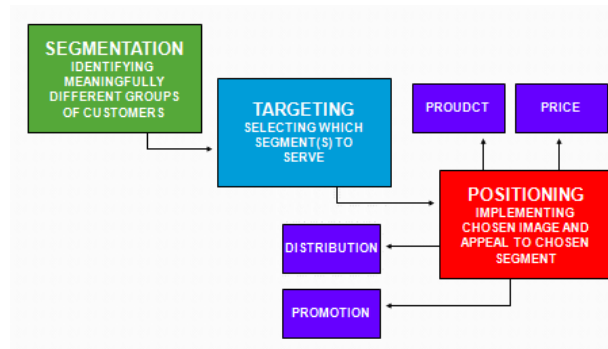 SEGMENTATION
IDENTIFYING
MEANINGFULLY
DIFFERENT GROUPS
OF CUSTOMERS
TARGETING
SELECTING WHICH
SEGMENT(S) TO
SERVE
PROUDCT
PRICE
POSITIONING
IMPLEMENTING
CHOSEN IMAGE AND
APPEAL TO CHOSEN
SEGMENT
DISTRIBUTION
PROMOTION